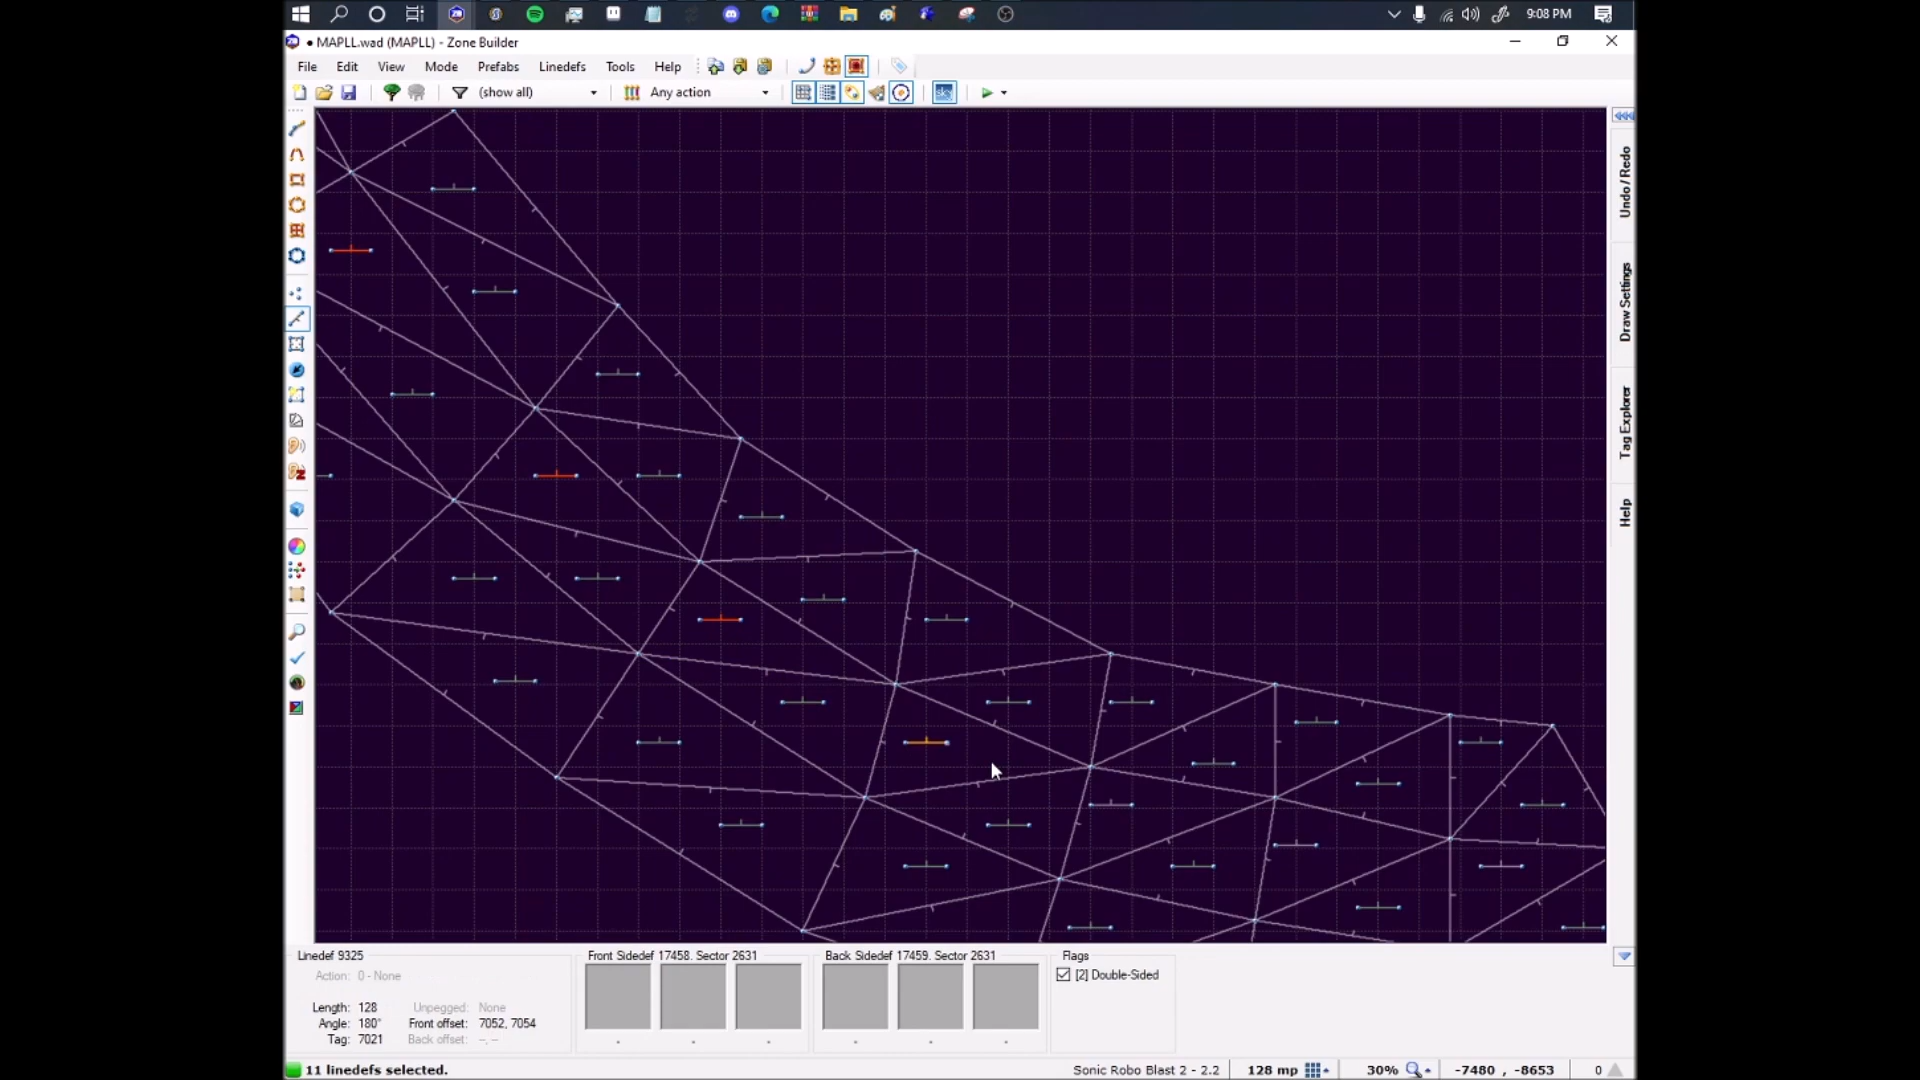 9:08 PM
• MAPLL.wad (MAPLL) - Zone Builder
File Edit View Mode Prefabs Linedefs Tools Help
(show all) Any action sky
Undo / Redo
Draw Settings
Tag Explorer
Help
Linedef 9325
Action: 0 - None
Length: 128 Unpegged: None
Angle: 180° Front offset: 7052, 7054
Tag: 7021 Back offset: --, --
Front Sidedef 17458. Sector 2631
Back Sidedef 17459. Sector 2631
Flags
[2] Double-Sided
11 linedefs selected.
Sonic Robo Blast 2 - 2.2 128 mp 30% -7480 , -8653 0